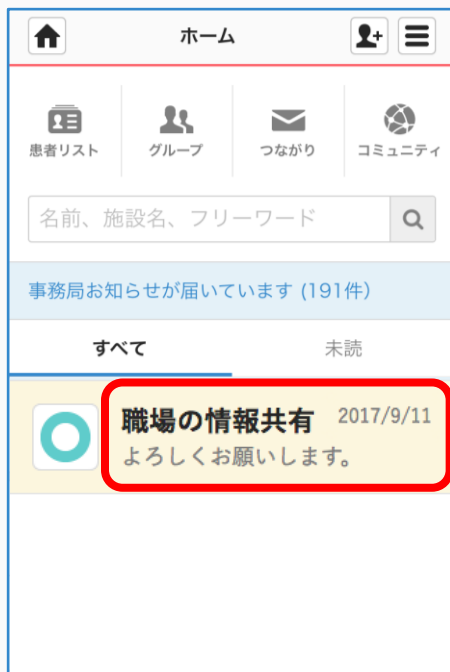 ホーム
患者リスト グループ つながり コミュニティ
名前、施設名、フリーワード
事務局お知らせが届いています (191件)
すべて 未読
職場の情報共有 2017/9/11
よろしくお願いします。